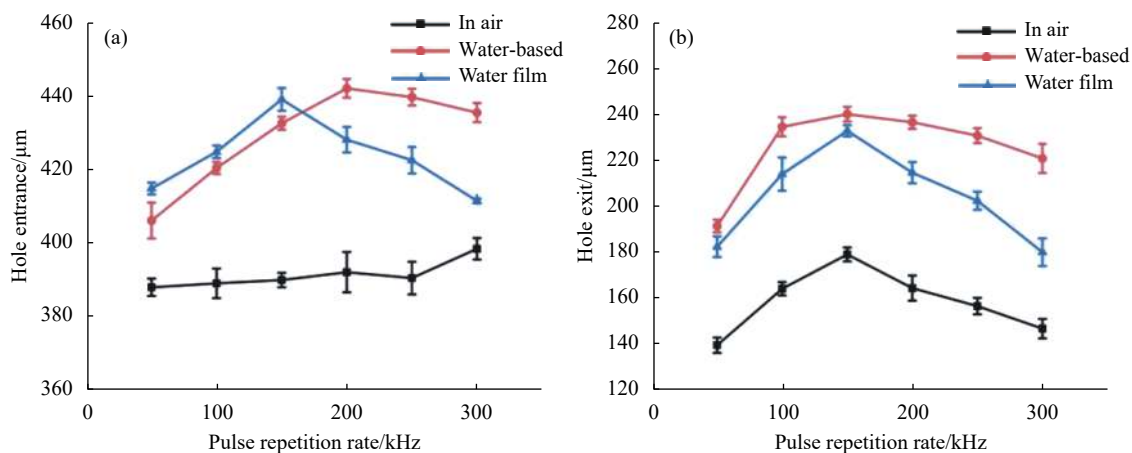 (a)
In air
Water-based
Water film
460
440
420
400
380
360
Hole entrance/μm
0
100
200
300
Pulse repetition rate/kHz
(b)
In air
Water-based
Water film
280
260
240
220
200
180
160
140
120
Hole exit/μm
0
100
200
300
Pulse repetition rate/kHz